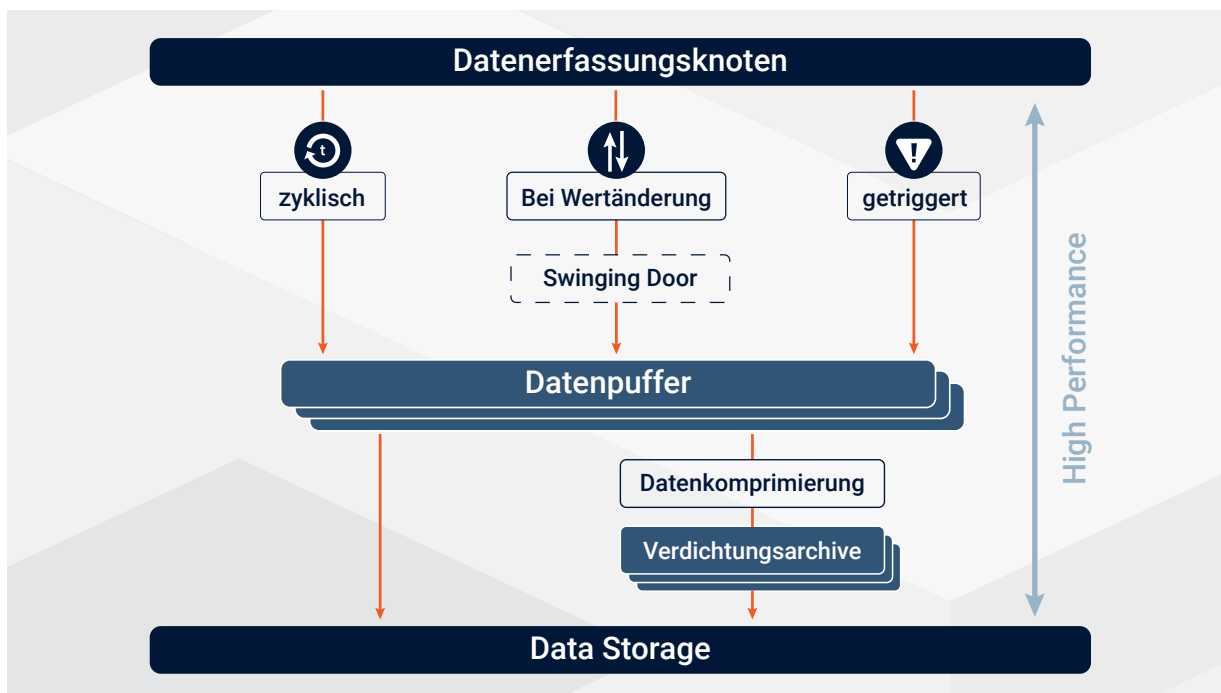 Datenerfassungsknoten
t
!
zyklisch
Bei Wertänderung
getriggert
Swinging Door
Datenpuffer
High Performance
Datenkomprimierung
Verdichtungsarchive
Data Storage